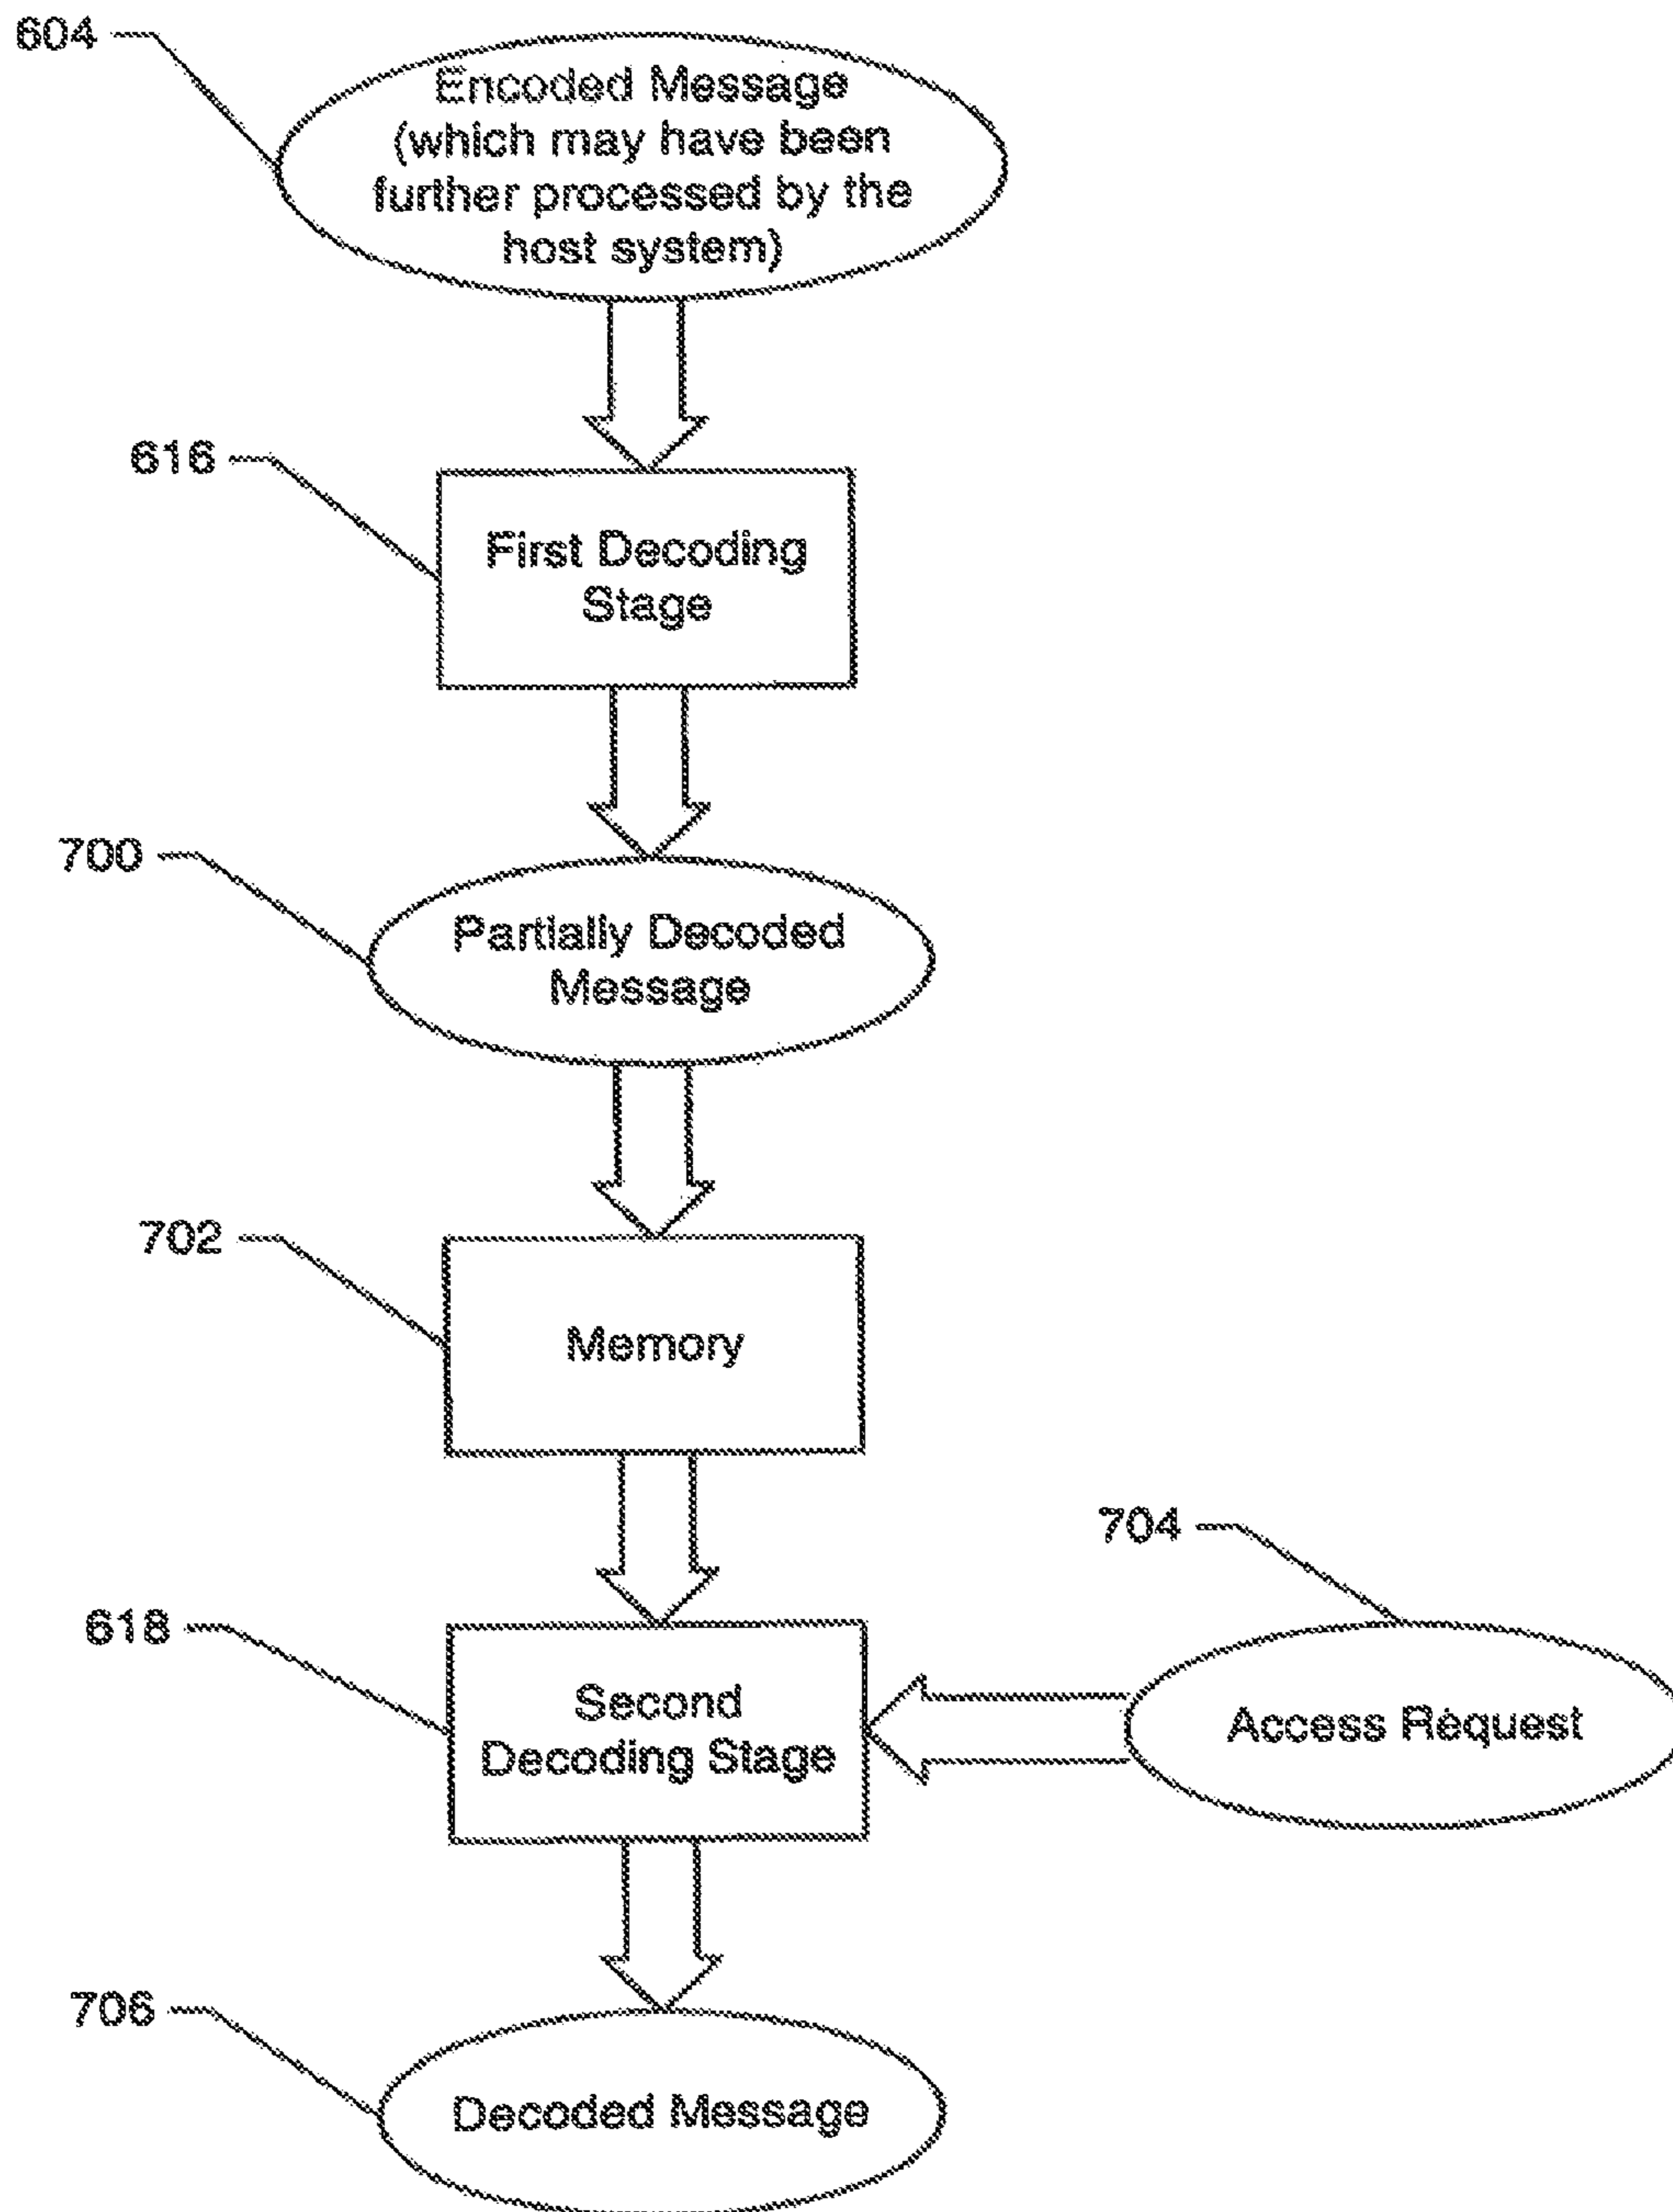 604
Encoded Message
(which may have been
further processed by the
host system)
616
First Decoding
Stage
700
Partially Decoded
Message
702
Memory
704
618
Second
Decoding Stage
Access Request
706
Decoded Message